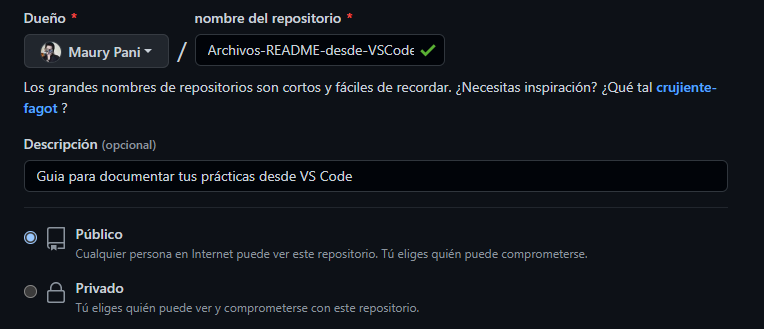 Dueño * nombre del repositorio *
Maury Pani / Archivos-README-desde-VSCode
Los grandes nombres de repositorios son cortos y fáciles de recordar. ¿Necesitas inspiración? ¿Qué tal crujiente-
fagot ?
Descripción (opcional)
Guia para documentar tus prácticas desde VS Code
Público
Cualquier persona en Internet puede ver este repositorio. Tú eliges quién puede comprometerse.
Privado
Tú eliges quién puede ver y comprometerse con este repositorio.